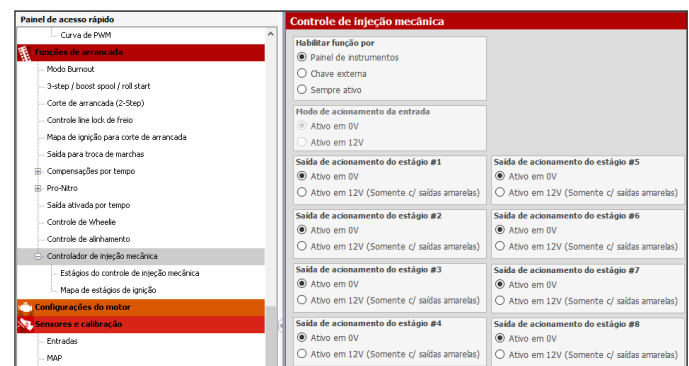 Painel de acesso rápido
Curva de PWM
Funções de arrancada
Modo Burnout
3-step / boost spool / roll start
Corte de arrancada (2-Step)
Controle line lock de freio
Mapa de ignição para corte de arrancada
Saída para troca de marchas
Compensações por tempo
Pro-Nitro
Saída ativada por tempo
Controle de Wheelie
Controle de alinhamento
Controlador de injeção mecânica
Estágios do controle de injeção mecânica
Mapa de estágios de ignição
Configurações do motor
Sensores e calibração
Entradas
MAP
Controle de injeção mecânica
Habilitar função por
Painel de instrumentos
Chave externa
Sempre ativo
Modo de acionamento da entrada
Ativo em 0V
Ativo em 12V
Saída de acionamento do estágio #1
Ativo em 0V
Ativo em 12V (Somente c/ saídas amarelas)
Saída de acionamento do estágio #2
Ativo em 0V
Ativo em 12V (Somente c/ saídas amarelas)
Saída de acionamento do estágio #3
Ativo em 0V
Ativo em 12V (Somente c/ saídas amarelas)
Saída de acionamento do estágio #4
Ativo em 0V
Ativo em 12V (Somente c/ saídas amarelas)
Saída de acionamento do estágio #5
Ativo em 0V
Ativo em 12V (Somente c/ saídas amarelas)
Saída de acionamento do estágio #6
Ativo em 0V
Ativo em 12V (Somente c/ saídas amarelas)
Saída de acionamento do estágio #7
Ativo em 0V
Ativo em 12V (Somente c/ saídas amarelas)
Saída de acionamento do estágio #8
Ativo em 0V
Ativo em 12V (Somente c/ saídas amarelas)